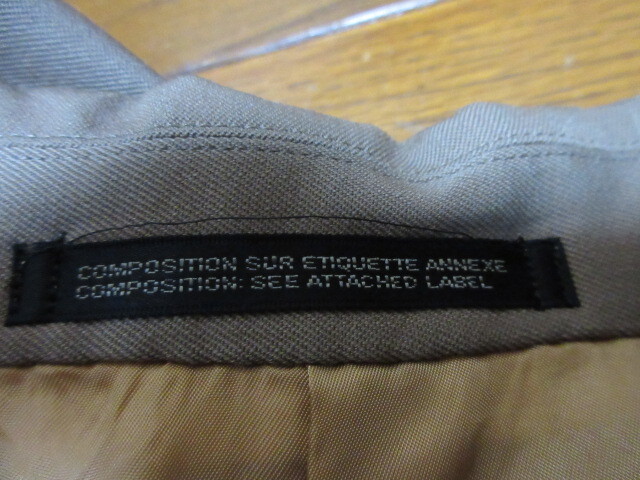 COMPOSITION SUR ETIQUETTE ANNEXE
COMPOSITION: SEE ATTACHED LABEL